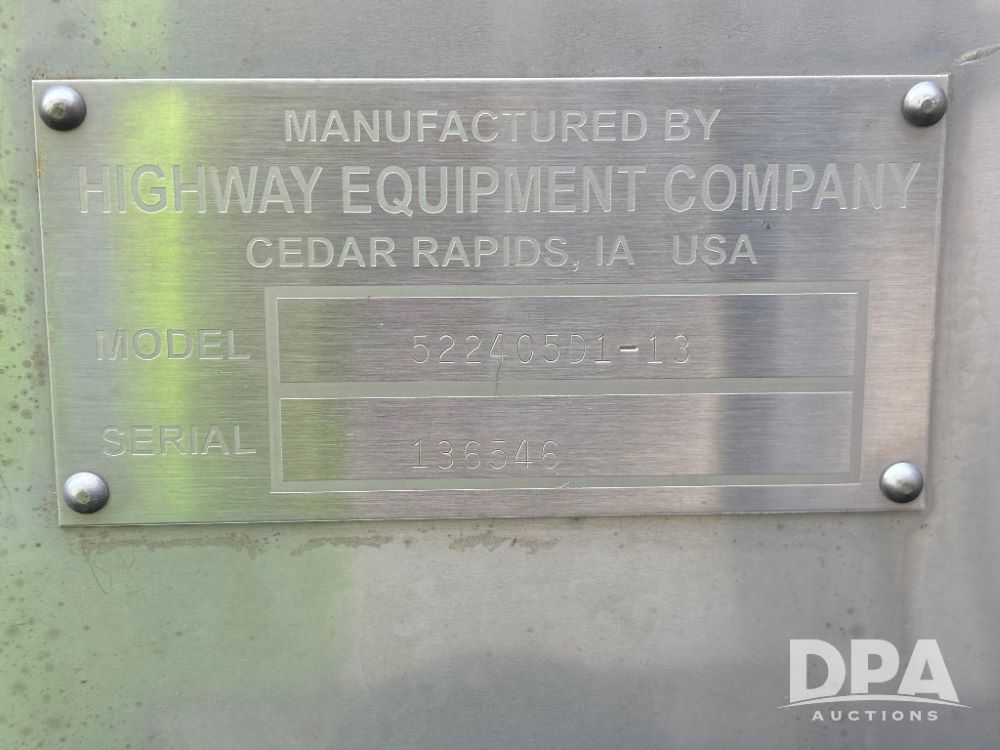 MANUFACTURED BY
HIGHWAY EQUIPMENT COMPANY
CEDAR RAPIDS, IA USA
MODEL 522405D1-13
SERIAL 136546
DPA
AUCTIONS